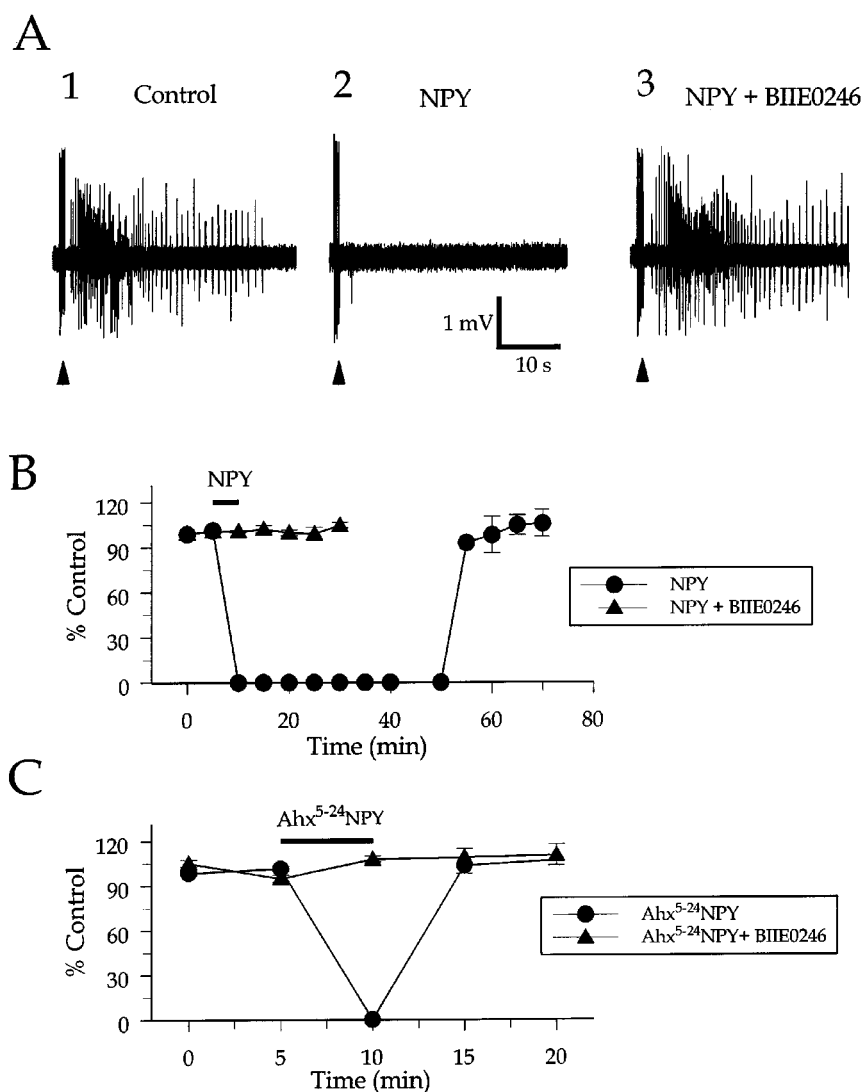 A
1 Control 2 NPY 3 NPY + BIIE0246
1 mV
10 s
B
NPY
120
90
60
30
0
% Control
0 20 40 60 80
Time (min)
NPY
NPY + BIIE0246
C
Ahx5-24NPY
120
90
60
30
0
% Control
0 5 10 15 20
Time (min)
Ahx5-24NPY
Ahx5-24NPY+ BIIE0246